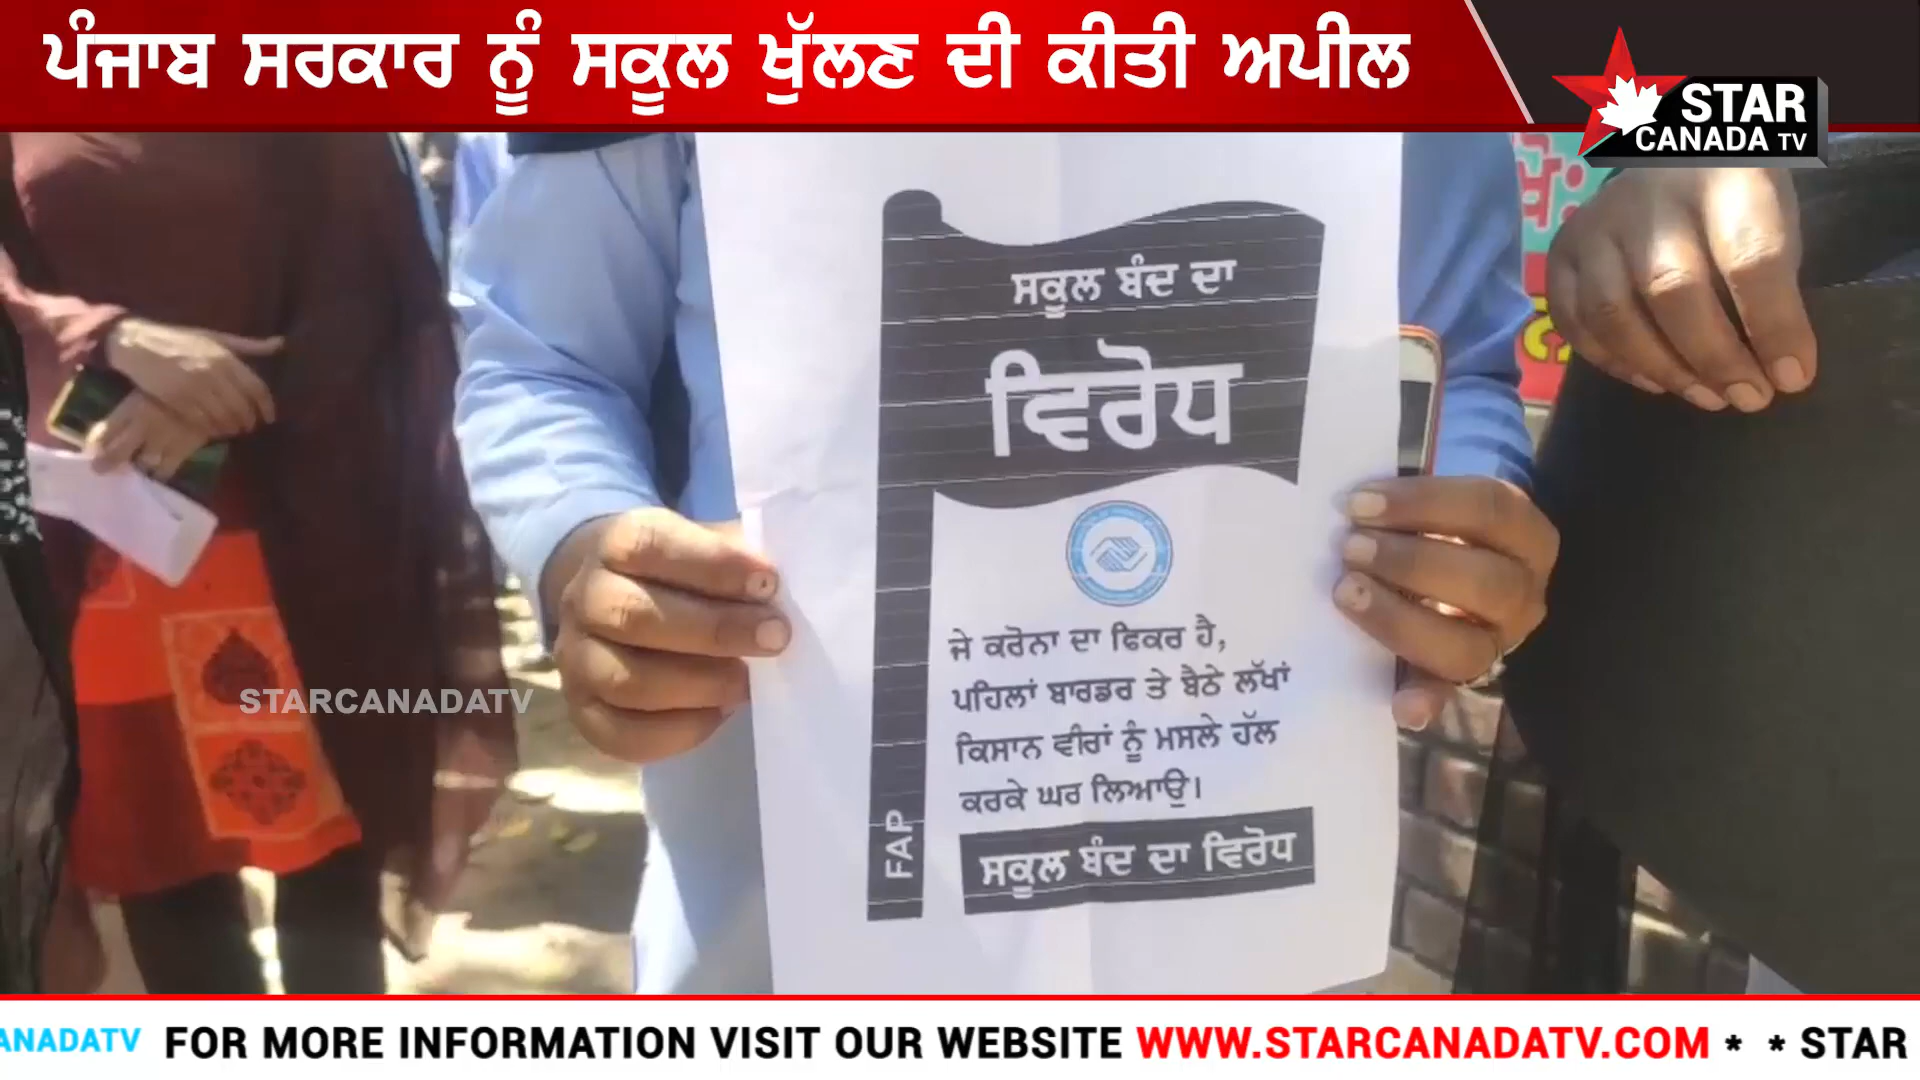 ਪੰਜਾਬ ਸਰਕਾਰ ਨੂੰ ਸਕੂਲ ਖੁੱਲਣ ਦੀ ਕੀਤੀ ਅਪੀਲ
STAR
CANADA TV
ਸਕੂਲ ਬੰਦ ਦਾ
ਵਿਰੋਧ
ਜੇ ਕਰੋਨਾ ਦਾ ਫਿਕਰ ਹੈ,
ਪਹਿਲਾਂ ਬਾਰਡਰ ਤੇ ਬੈਠੇ ਲੱਖਾਂ
ਕਿਸਾਨ ਵੀਰਾਂ ਨੂੰ ਮਸਲੇ ਹੱਲ
ਕਰਕੇ ਘਰ ਲਿਆਉ।
ਸਕੂਲ ਬੰਦ ਦਾ ਵਿਰੋਧ
FAP
STARCANADATV
ANADATV FOR MORE INFORMATION VISIT OUR WEBSITE WWW.STARCANADATV.COM * * STAR